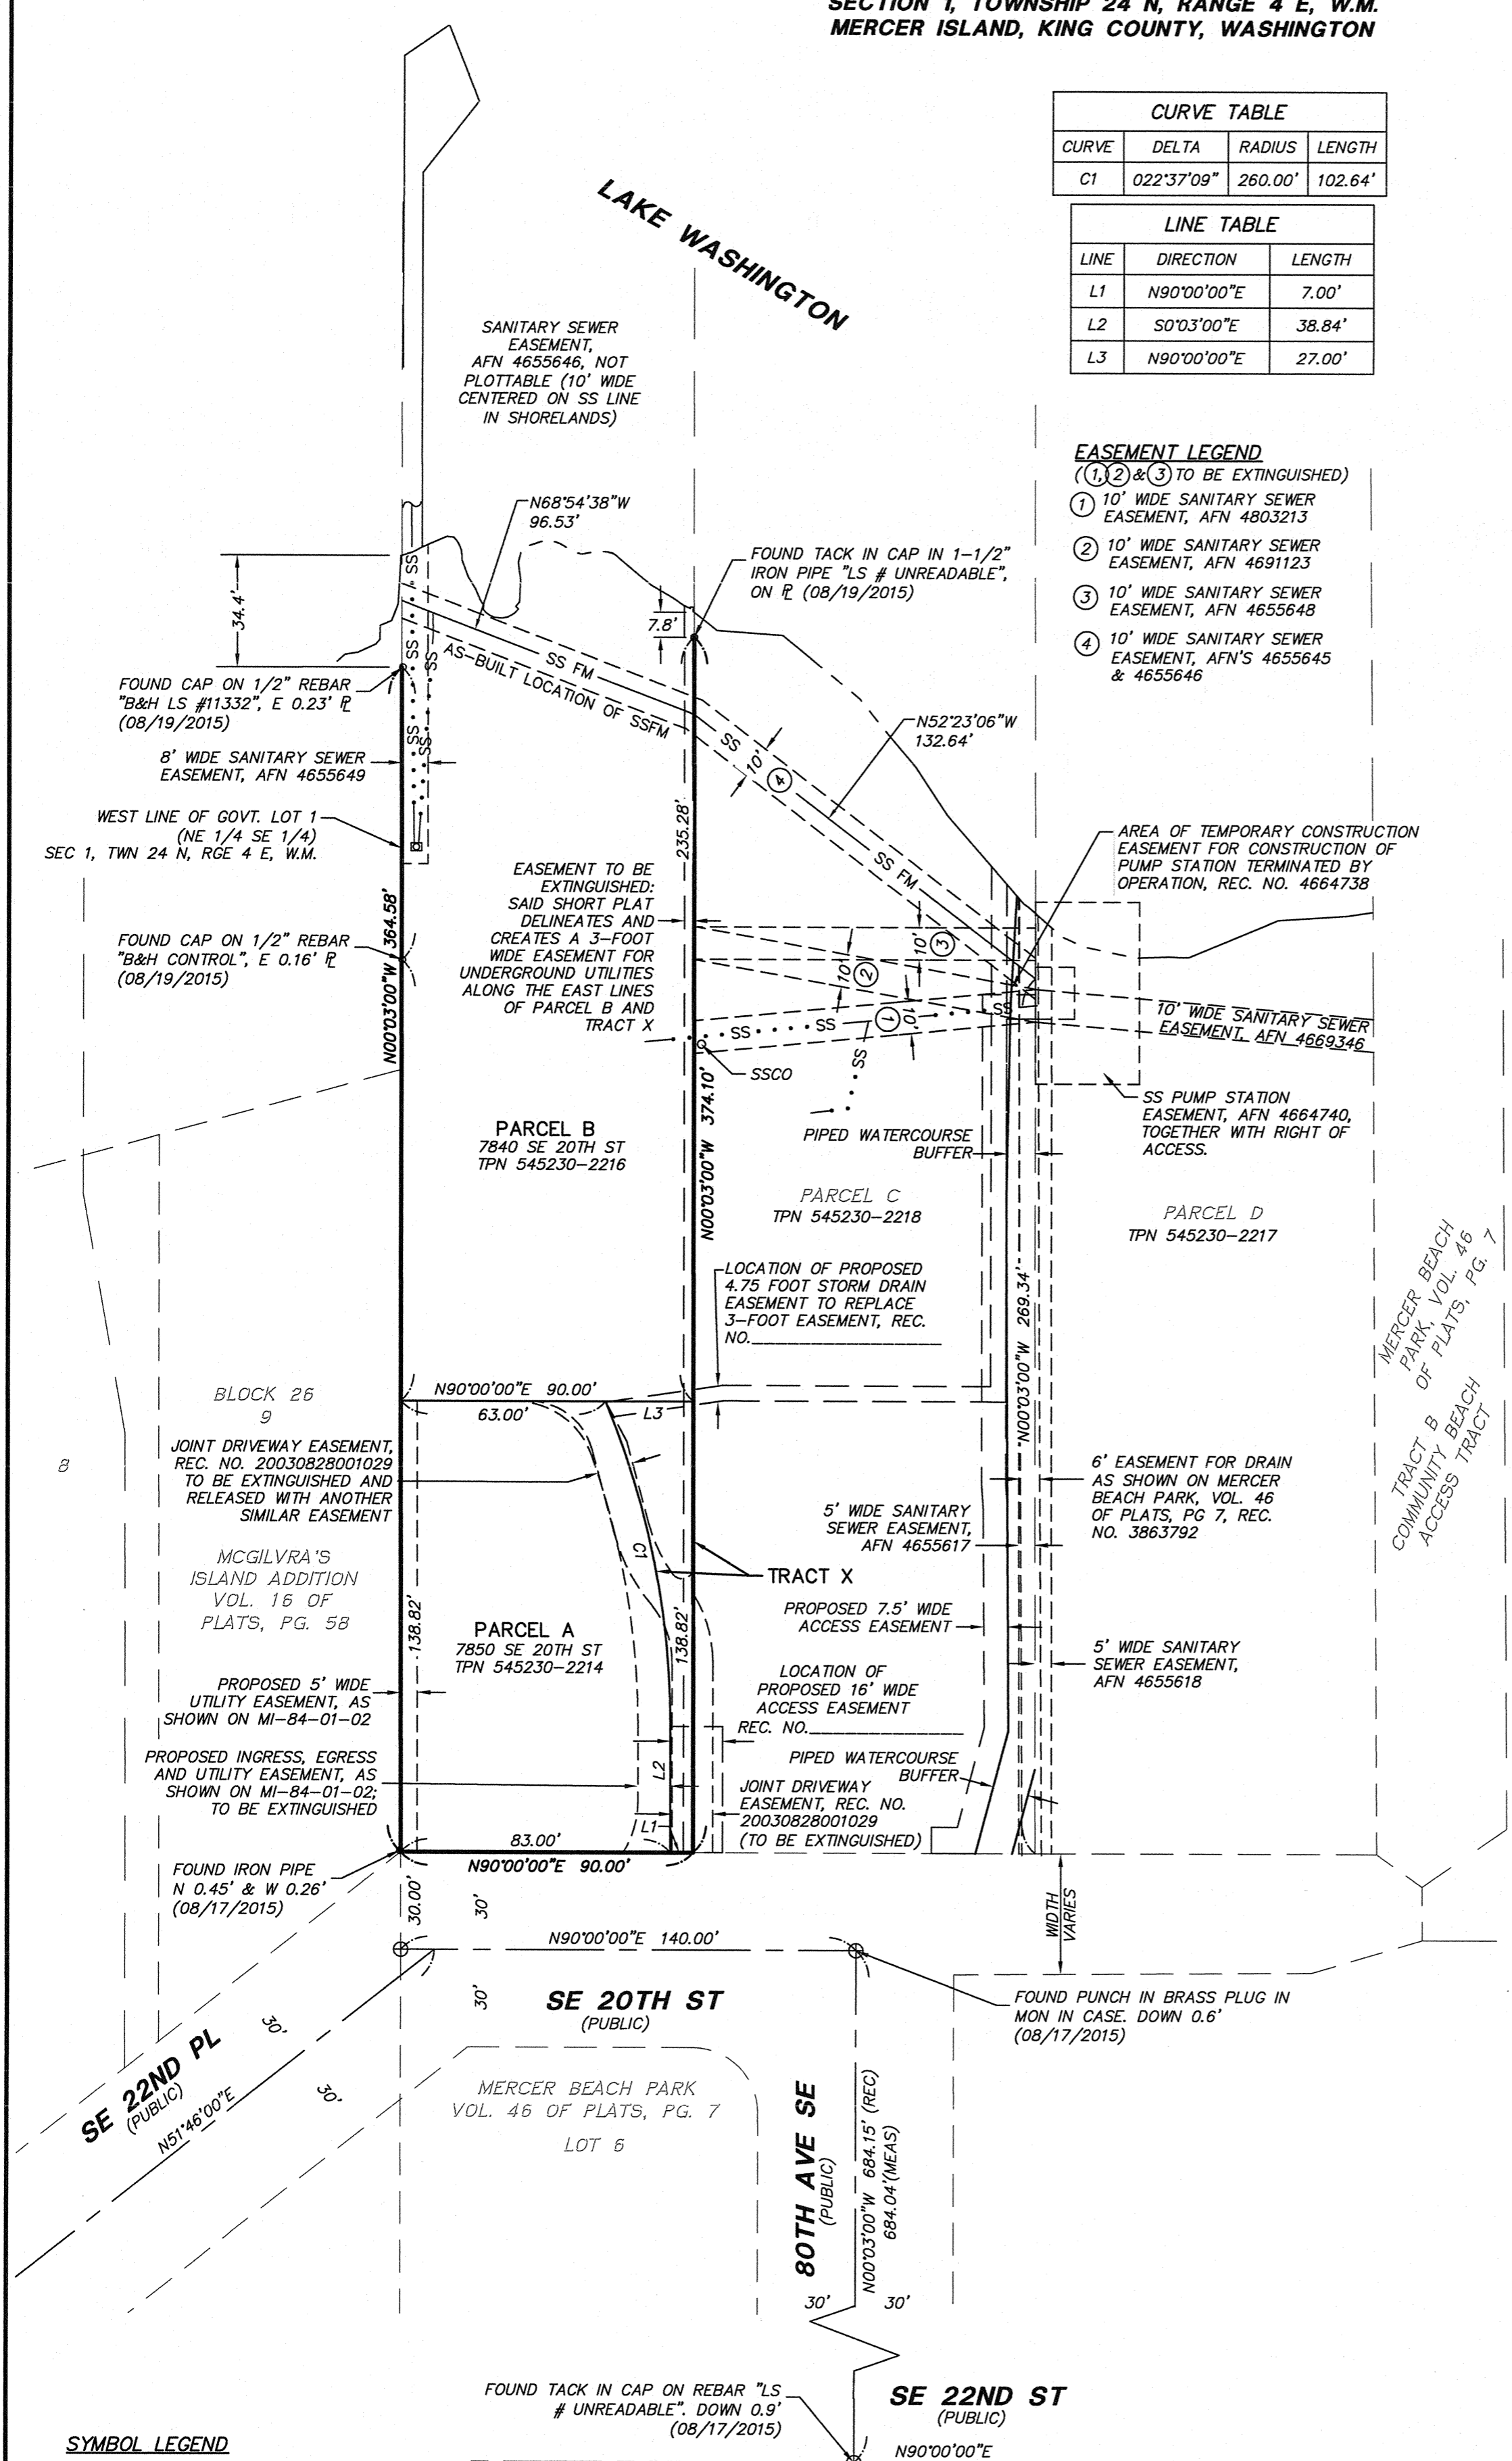 SECTION 1, TOWNSHIP 24 N, RANGE 4 E, W.M.
MERCER ISLAND, KING COUNTY, WASHINGTON
CURVE TABLE
CURVE DELTA RADIUS LENGTH
C1 022°37'09" 260.00' 102.64'
LINE TABLE
LINE DIRECTION LENGTH
L1 N90°00'00"E 7.00'
L2 S0°03'00"E 38.84'
L3 N90°00'00"E 27.00'
LAKE WASHINGTON
SANITARY SEWER
EASEMENT,
AFN 4655646, NOT
PLOTTABLE (10' WIDE
CENTERED ON SS LINE
IN SHORELANDS)
EASEMENT LEGEND
(1,2 & 3 TO BE EXTINGUISHED)
1 10' WIDE SANITARY SEWER
EASEMENT, AFN 4803213
2 10' WIDE SANITARY SEWER
EASEMENT, AFN 4691123
3 10' WIDE SANITARY SEWER
EASEMENT, AFN 4655648
4 10' WIDE SANITARY SEWER
EASEMENT, AFN'S 4655645
& 4655646
N68°54'38"W
96.53'
FOUND TACK IN CAP IN 1-1/2"
IRON PIPE "LS # UNREADABLE",
ON ℄ (08/19/2015)
34.4'
7.8'
SS
SS
SS
SS
SS
SS FM
AS-BUILT LOCATION OF SSFM
FOUND CAP ON 1/2" REBAR
"B&H LS #11332", E 0.23' ℄
(08/19/2015)
8' WIDE SANITARY SEWER
EASEMENT, AFN 4655649
WEST LINE OF GOVT. LOT 1
(NE 1/4 SE 1/4)
SEC 1, TWN 24 N, RGE 4 E, W.M.
N52°23'06"W
132.64'
SS
10'
4
SS FM
235.28'
AREA OF TEMPORARY CONSTRUCTION
EASEMENT FOR CONSTRUCTION OF
PUMP STATION TERMINATED BY
OPERATION, REC. NO. 4664738
EASEMENT TO BE
EXTINGUISHED:
SAID SHORT PLAT
DELINEATES AND
CREATES A 3-FOOT
WIDE EASEMENT FOR
UNDERGROUND UTILITIES
ALONG THE EAST LINES
OF PARCEL B AND
TRACT X
N00°03'00"W 364.58'
FOUND CAP ON 1/2" REBAR
"B&H CONTROL", E 0.16' ℄
(08/19/2015)
10'
3
10'
2
10'
1
SS
SS
SS
SS
SSCO
10' WIDE SANITARY SEWER
EASEMENT, AFN 4669346
SS PUMP STATION
EASEMENT, AFN 4664740,
TOGETHER WITH RIGHT OF
ACCESS.
N00°03'00"W 374.10'
PARCEL B
7840 SE 20TH ST
TPN 545230-2216
PIPED WATERCOURSE
BUFFER
PARCEL C
TPN 545230-2218
PARCEL D
TPN 545230-2217
MERCER BEACH
PARK, VOL. 46
OF PLATS, PG. 7
LOCATION OF PROPOSED
4.75 FOOT STORM DRAIN
EASEMENT TO REPLACE
3-FOOT EASEMENT, REC.
NO.
N00°03'00"W 269.34'
TRACT B
COMMUNITY BEACH
ACCESS TRACT
BLOCK 26
9
8
N90°00'00"E 90.00'
63.00'
L3
JOINT DRIVEWAY EASEMENT,
REC. NO. 20030828001029
TO BE EXTINGUISHED AND
RELEASED WITH ANOTHER
SIMILAR EASEMENT
6' EASEMENT FOR DRAIN
AS SHOWN ON MERCER
BEACH PARK, VOL. 46
OF PLATS, PG 7, REC.
NO. 3863792
5' WIDE SANITARY
SEWER EASEMENT,
AFN 4655617
C1
TRACT X
MCGILVRA'S
ISLAND ADDITION
VOL. 16 OF
PLATS, PG. 58
138.82'
138.82'
PARCEL A
7850 SE 20TH ST
TPN 545230-2214
PROPOSED 7.5' WIDE
ACCESS EASEMENT
5' WIDE SANITARY
SEWER EASEMENT,
AFN 4655618
PROPOSED 5' WIDE
UTILITY EASEMENT, AS
SHOWN ON MI-84-01-02
LOCATION OF
PROPOSED 16' WIDE
ACCESS EASEMENT
REC. NO.
PROPOSED INGRESS, EGRESS
AND UTILITY EASEMENT, AS
SHOWN ON MI-84-01-02;
TO BE EXTINGUISHED
PIPED WATERCOURSE
BUFFER
JOINT DRIVEWAY
EASEMENT, REC. NO.
20030828001029
(TO BE EXTINGUISHED)
L2
L1
83.00'
N90°00'00"E 90.00'
FOUND IRON PIPE
N 0.45' & W 0.26'
(08/17/2015)
30.00'
30'
WIDTH
VARIES
N90°00'00"E 140.00'
30'
SE 20TH ST
(PUBLIC)
FOUND PUNCH IN BRASS PLUG IN
MON IN CASE. DOWN 0.6'
(08/17/2015)
SE 22ND PL
(PUBLIC)
N51°46'00"E
30'
30'
MERCER BEACH PARK
VOL. 46 OF PLATS, PG. 7
LOT 6
80TH AVE SE
(PUBLIC)
N00°03'00"W 684.15' (REC)
684.04'(MEAS)
30' 30'
FOUND TACK IN CAP ON REBAR "LS
# UNREADABLE". DOWN 0.9'
(08/17/2015)
SE 22ND ST
(PUBLIC)
N90°00'00"E
SYMBOL LEGEND